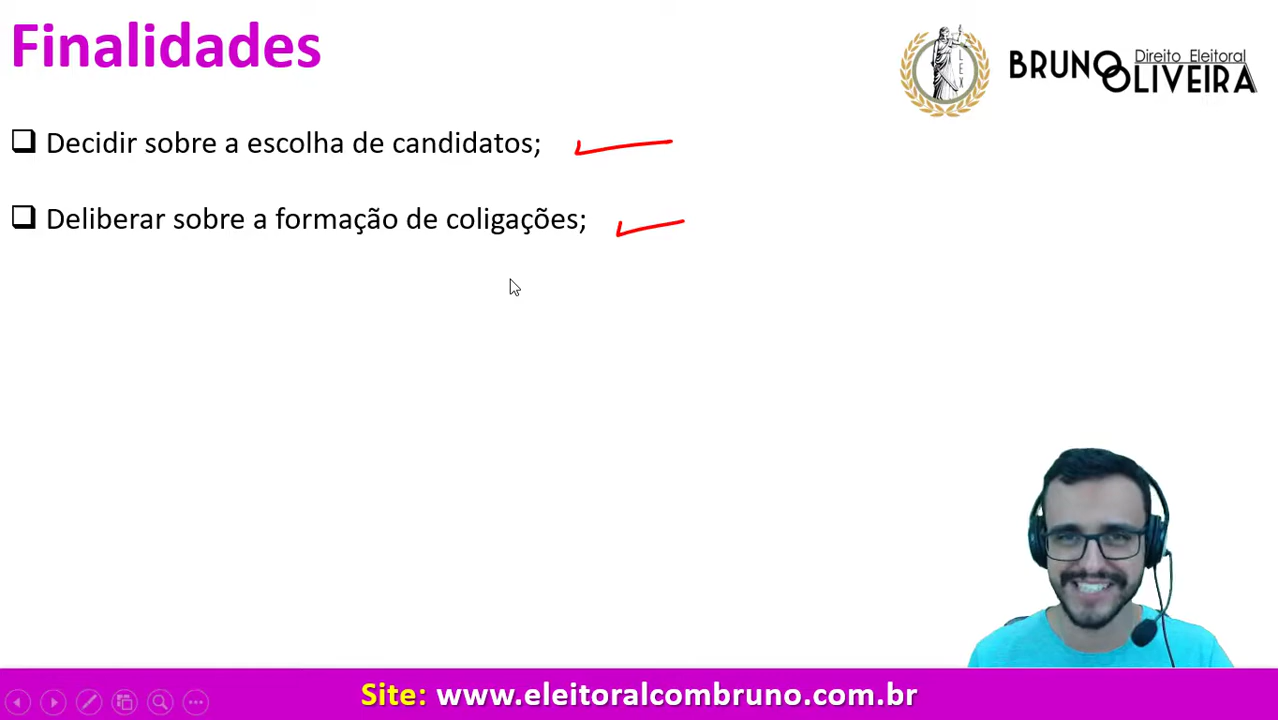 Finalidades
BRUNO OLIVEIRA
Direito Eleitoral
LEX
❑ Decidir sobre a escolha de candidatos;
❑ Deliberar sobre a formação de coligações;
Site: www.eleitoralcombruno.com.br